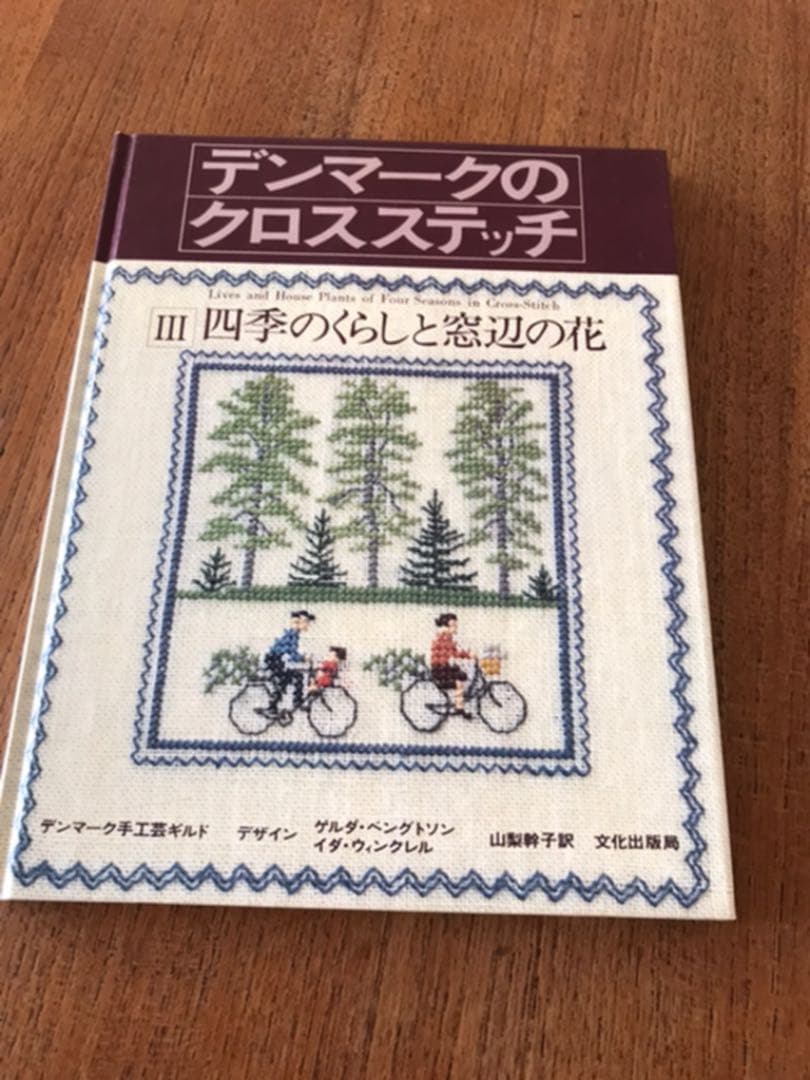 デンマークの
クロスステッチ
Lives and House Plants of Four Seasons in Cross-Stitch
III 四季のくらしと窓辺の花
デンマーク手工芸ギルド デザイン ゲルダ・ベングトソン
イダ・ウィンクレル 山梨幹子訳 文化出版局